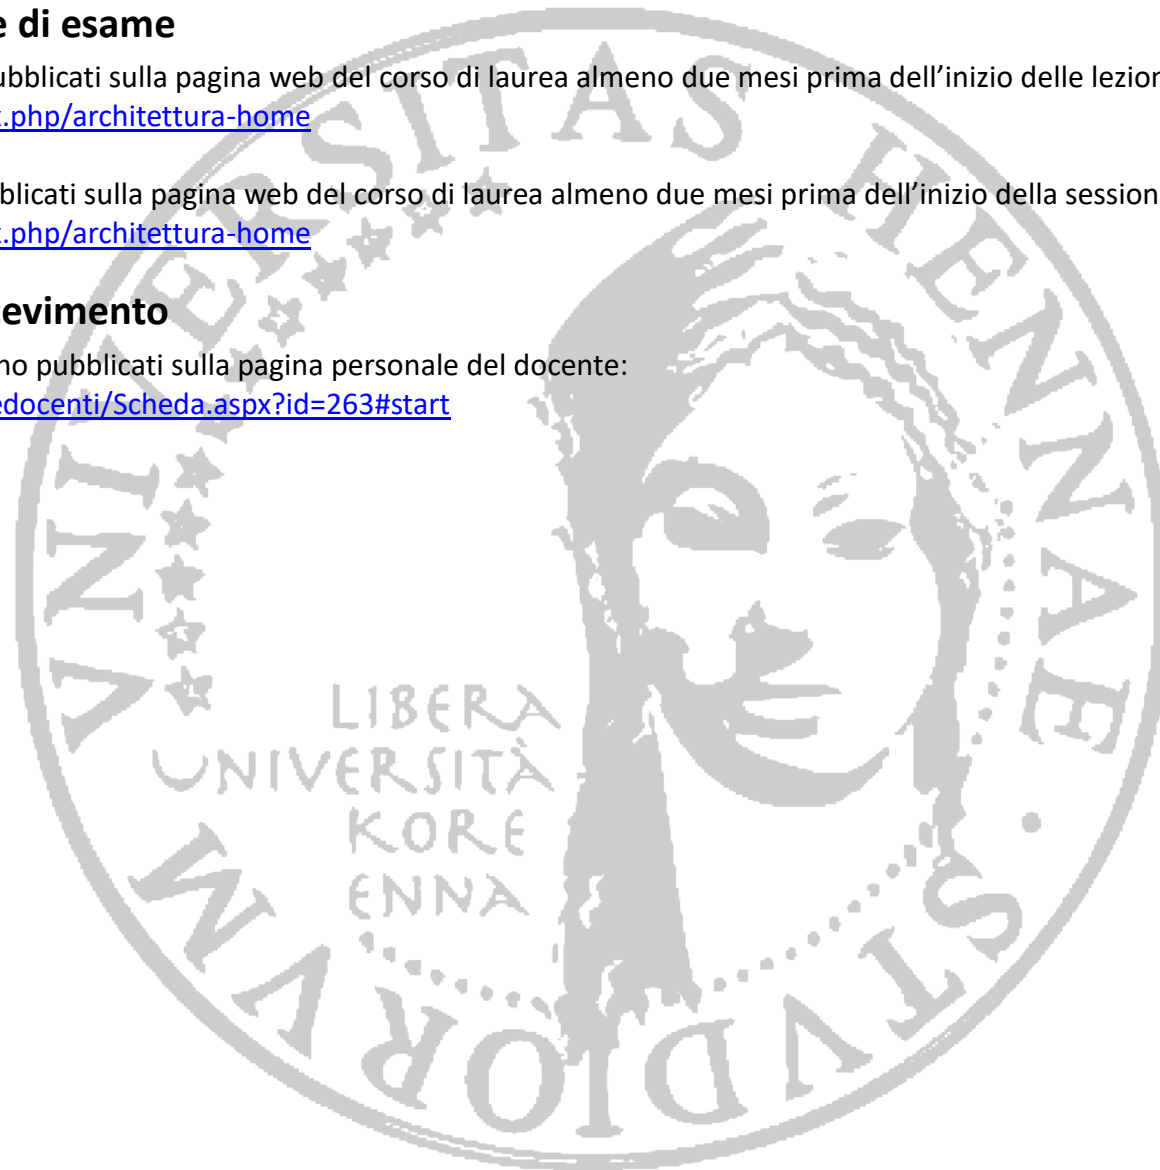 e di esame
ubblicati sulla pagina web del corso di laurea almeno due mesi prima dell’inizio delle lezion
x.php/architettura-home
blicati sulla pagina web del corso di laurea almeno due mesi prima dell’inizio della session
x.php/architettura-home
evimento
no pubblicati sulla pagina personale del docente:
edocenti/Scheda.aspx?id=263#start
VNIVERSITAS HENNAE · STVDIORVM
LIBERA
UNIVERSITÀ
KORE
ENNA